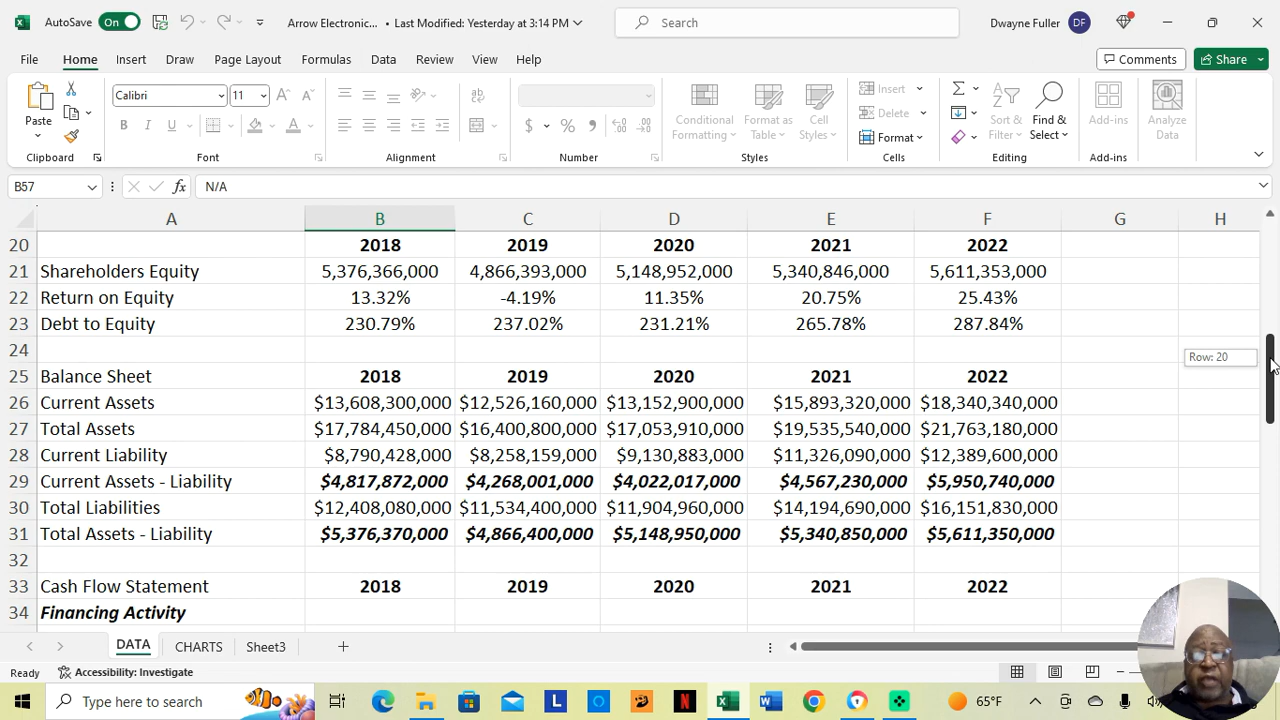 AutoSave On Arrow Electronic... • Last Modified: Yesterday at 3:14 PM Search Dwayne Fuller DF
File Home Insert Draw Page Layout Formulas Data Review View Help Comments Share
Paste Calibri 11 Conditional Formatting Format as Table Cell Styles Insert Delete Format Sort & Filter Find & Select Add-ins Analyze Data
Clipboard Font Alignment Number Styles Cells Editing Add-ins
B57 fx N/A
A B C D E F G H
20 2018 2019 2020 2021 2022
21 Shareholders Equity 5,376,366,000 4,866,393,000 5,148,952,000 5,340,846,000 5,611,353,000
22 Return on Equity 13.32% -4.19% 11.35% 20.75% 25.43%
23 Debt to Equity 230.79% 237.02% 231.21% 265.78% 287.84%
24 Row: 20
25 Balance Sheet 2018 2019 2020 2021 2022
26 Current Assets $13,608,300,000 $12,526,160,000 $13,152,900,000 $15,893,320,000 $18,340,340,000
27 Total Assets $17,784,450,000 $16,400,800,000 $17,053,910,000 $19,535,540,000 $21,763,180,000
28 Current Liability $8,790,428,000 $8,258,159,000 $9,130,883,000 $11,326,090,000 $12,389,600,000
29 Current Assets - Liability $4,817,872,000 $4,268,001,000 $4,022,017,000 $4,567,230,000 $5,950,740,000
30 Total Liabilities $12,408,080,000 $11,534,400,000 $11,904,960,000 $14,194,690,000 $16,151,830,000
31 Total Assets - Liability $5,376,370,000 $4,866,400,000 $5,148,950,000 $5,340,850,000 $5,611,350,000
32
33 Cash Flow Statement 2018 2019 2020 2021 2022
34 Financing Activity
DATA CHARTS Sheet3
Ready Accessibility: Investigate
Type here to search 65°F